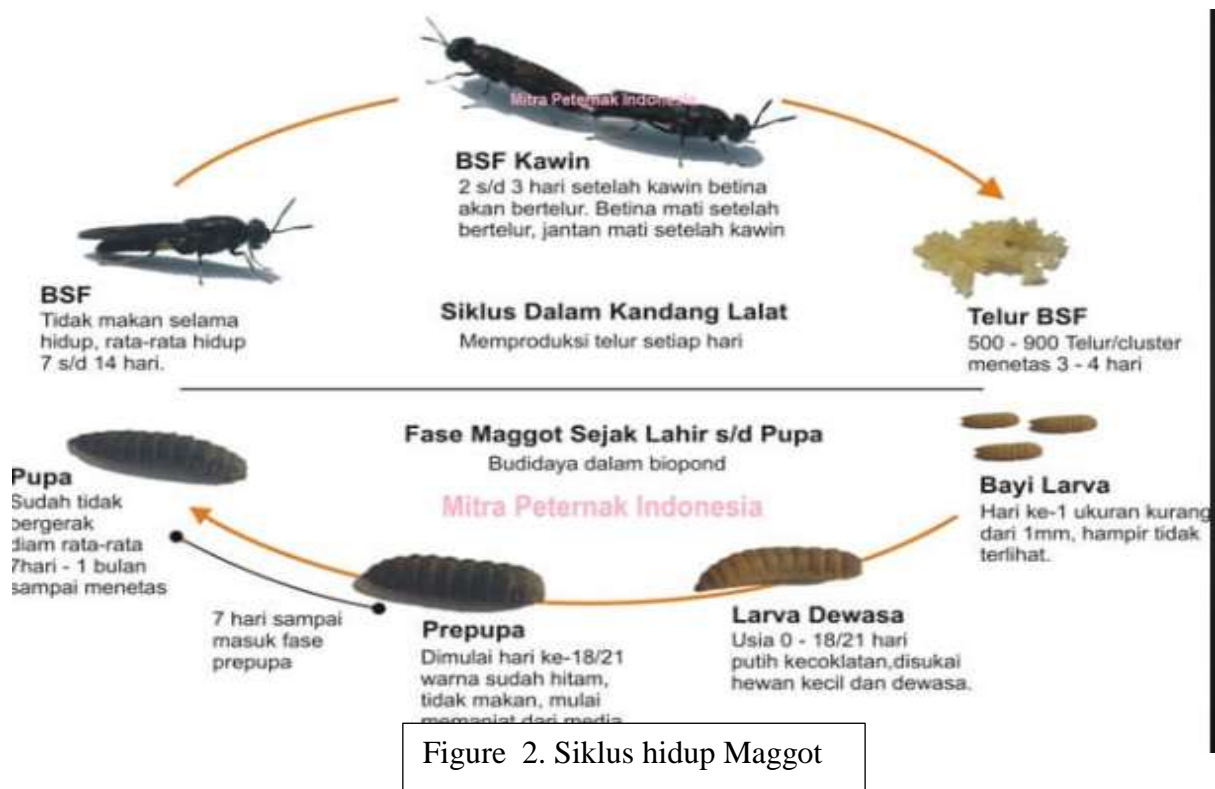 Mitra Peternak Indonesia
BSF Kawin
2 s/d 3 hari setelah kawin betina
akan bertelur. Betina mati setelah
bertelur, jantan mati setelah kawin
BSF
Tidak makan selama
hidup, rata-rata hidup
7 s/d 14 hari.
Siklus Dalam Kandang Lalat
Memproduksi telur setiap hari
Telur BSF
500 - 900 Telur/cluster
menetas 3 - 4 hari
Fase Maggot Sejak Lahir s/d Pupa
Budidaya dalam biopond
Mitra Peternak Indonesia
Bayi Larva
Hari ke-1 ukuran kurang
dari 1mm, hampir tidak
terlihat.
Pupa
Sudah tidak
bergerak
diam rata-rata
7hari - 1 bulan
sampai menetas
7 hari sampai
masuk fase
prepupa
Prepupa
Dimulai hari ke-18/21
warna sudah hitam,
tidak makan, mulai
memanjat dari media
Larva Dewasa
Usia 0 - 18/21 hari
putih kecoklatan,disukai
hewan kecil dan dewasa.
Figure 2. Siklus hidup Maggot